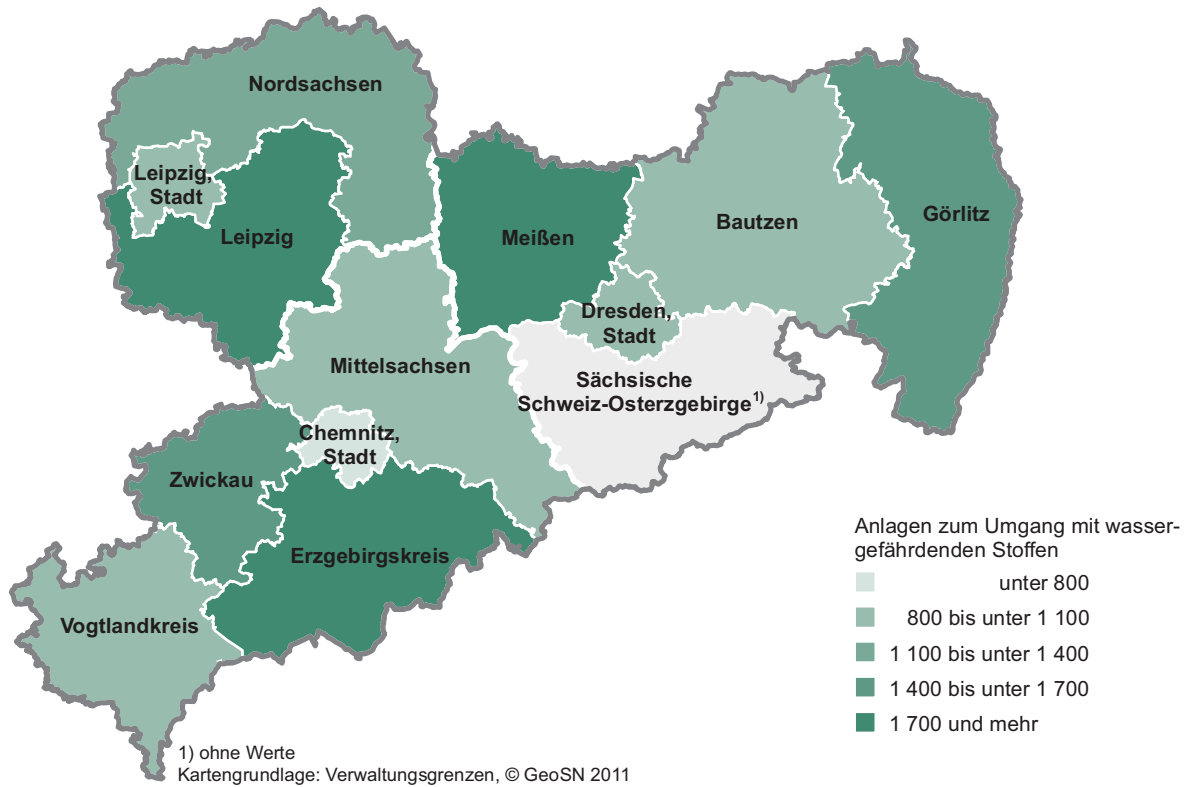 Nordsachsen
Leipzig,
Stadt
Leipzig
Meißen
Bautzen
Görlitz
Dresden,
Stadt
Mittelsachsen
Sächsische
Schweiz-Osterzgebirge1)
Chemnitz,
Stadt
Zwickau
Erzgebirgskreis
Vogtlandkreis
Anlagen zum Umgang mit wasser-
gefährdenden Stoffen
unter 800
800 bis unter 1 100
1 100 bis unter 1 400
1 400 bis unter 1 700
1 700 und mehr
1) ohne Werte
Kartengrundlage: Verwaltungsgrenzen, © GeoSN 2011